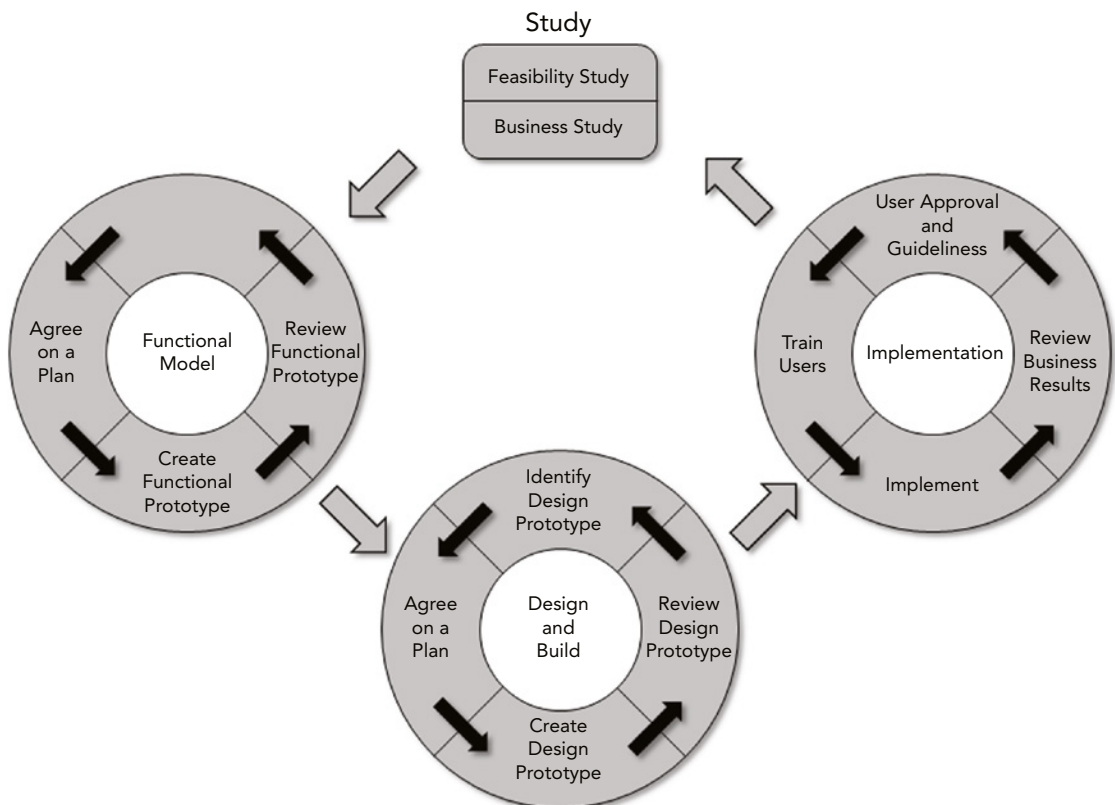 Study
Feasibility Study
Business Study
Agree
on a
Plan
Functional
Model
Review
Functional
Prototype
Create
Functional
Prototype
Identify
Design
Prototype
Agree
on a
Plan
Design
and
Build
Review
Design
Prototype
Create
Design
Prototype
User Approval
and
Guideliness
Train
Users
Implementation
Review
Business
Results
Implement